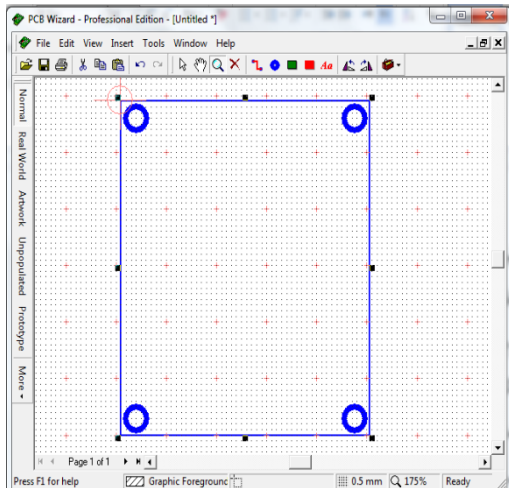 PCB Wizard - Professional Edition - [Untitled *]
File Edit View Insert Tools Window Help
Aa
Normal
Real World
Artwork
Unpopulated
Prototype
More
Page 1 of 1
Press F1 for help Graphic Foregrounc 0.5 mm 175% Ready